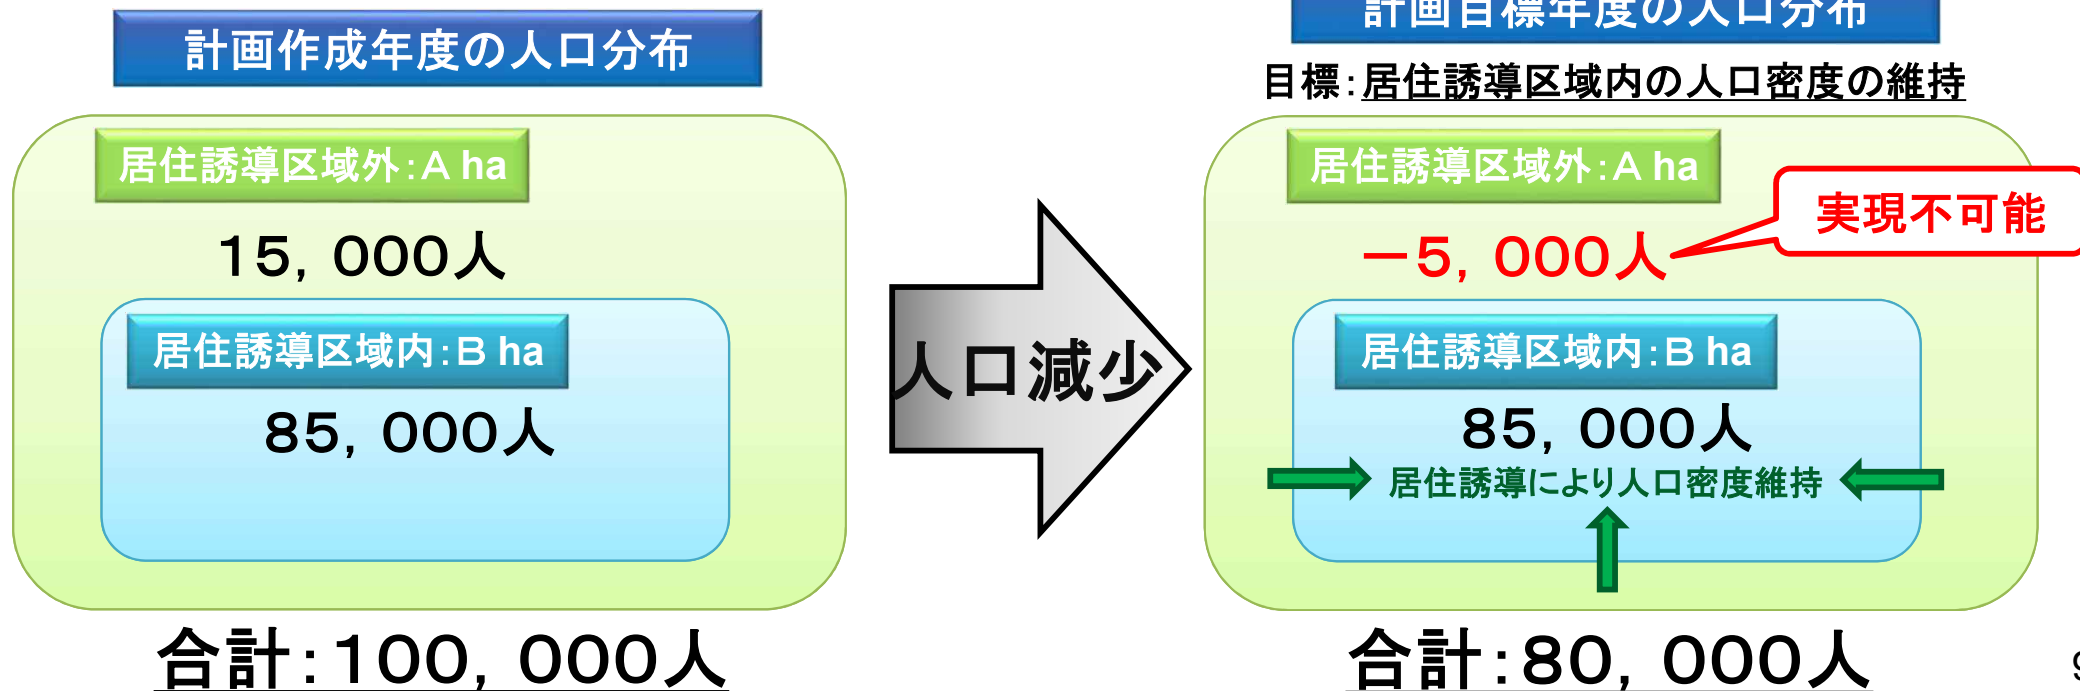 計画作成年度の人口分布
居住誘導区域外：A ha
15，000人
居住誘導区域内：B ha
85，000人
合計：100，000人
人口減少
計画目標年度の人口分布
目標：居住誘導区域内の人口密度の維持
居住誘導区域外：A ha
実現不可能
－5，000人
居住誘導区域内：B ha
85，000人
居住誘導により人口密度維持
合計：80，000人